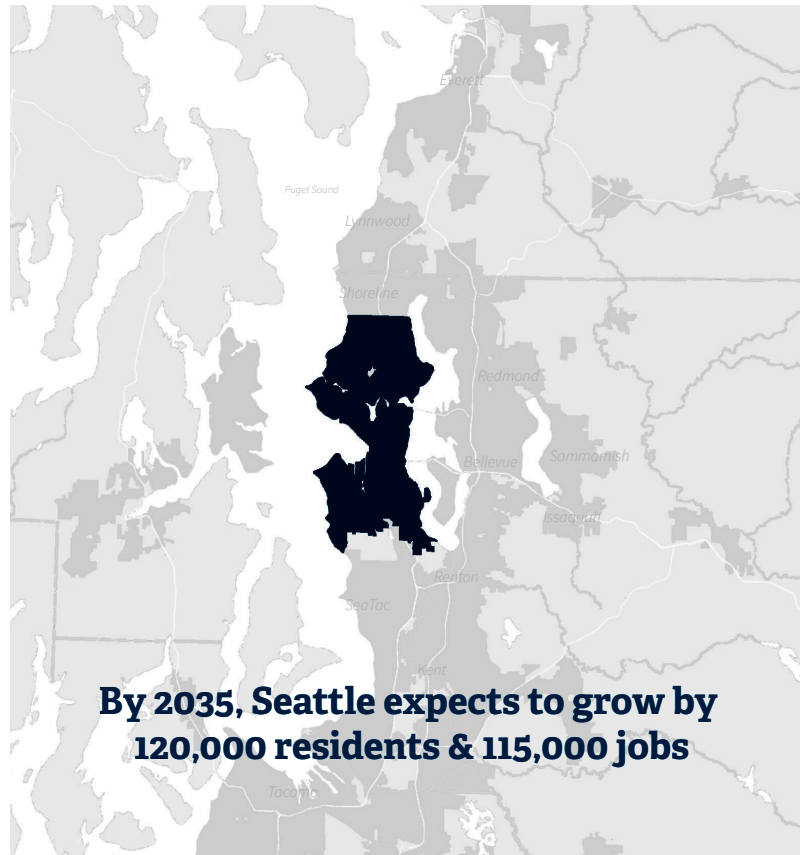 Everett
Puget Sound
Lynnwood
Shoreline
Redmond
Sammamish
Bellevue
Issaquah
Renton
SeaTac
Kent
By 2035, Seattle expects to grow by
120,000 residents & 115,000 jobs
Tacoma